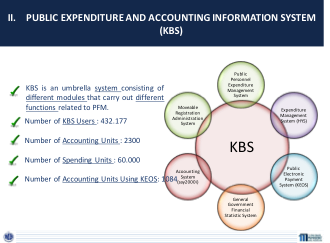 II. PUBLIC EXPENDITURE AND ACCOUNTING INFORMATION SYSTEM
(KBS)
KBS is an umbrella system consisting of
different modules that carry out different
functions related to PFM.
Number of KBS Users : 432.177
Number of Accounting Units : 2300
Number of Spending Units : 60.000
Number of Accounting Units Using KEOS: 1084
Public
Personnel
Expenditure
Management
System
Expenditure
Management
System (HYS)
Public
Electronic
Payment
System (KEOS)
General
Government
Financial
Statistic System
Accounting
System
(say2000i)
Movable
Registration
Administration
System
KBS